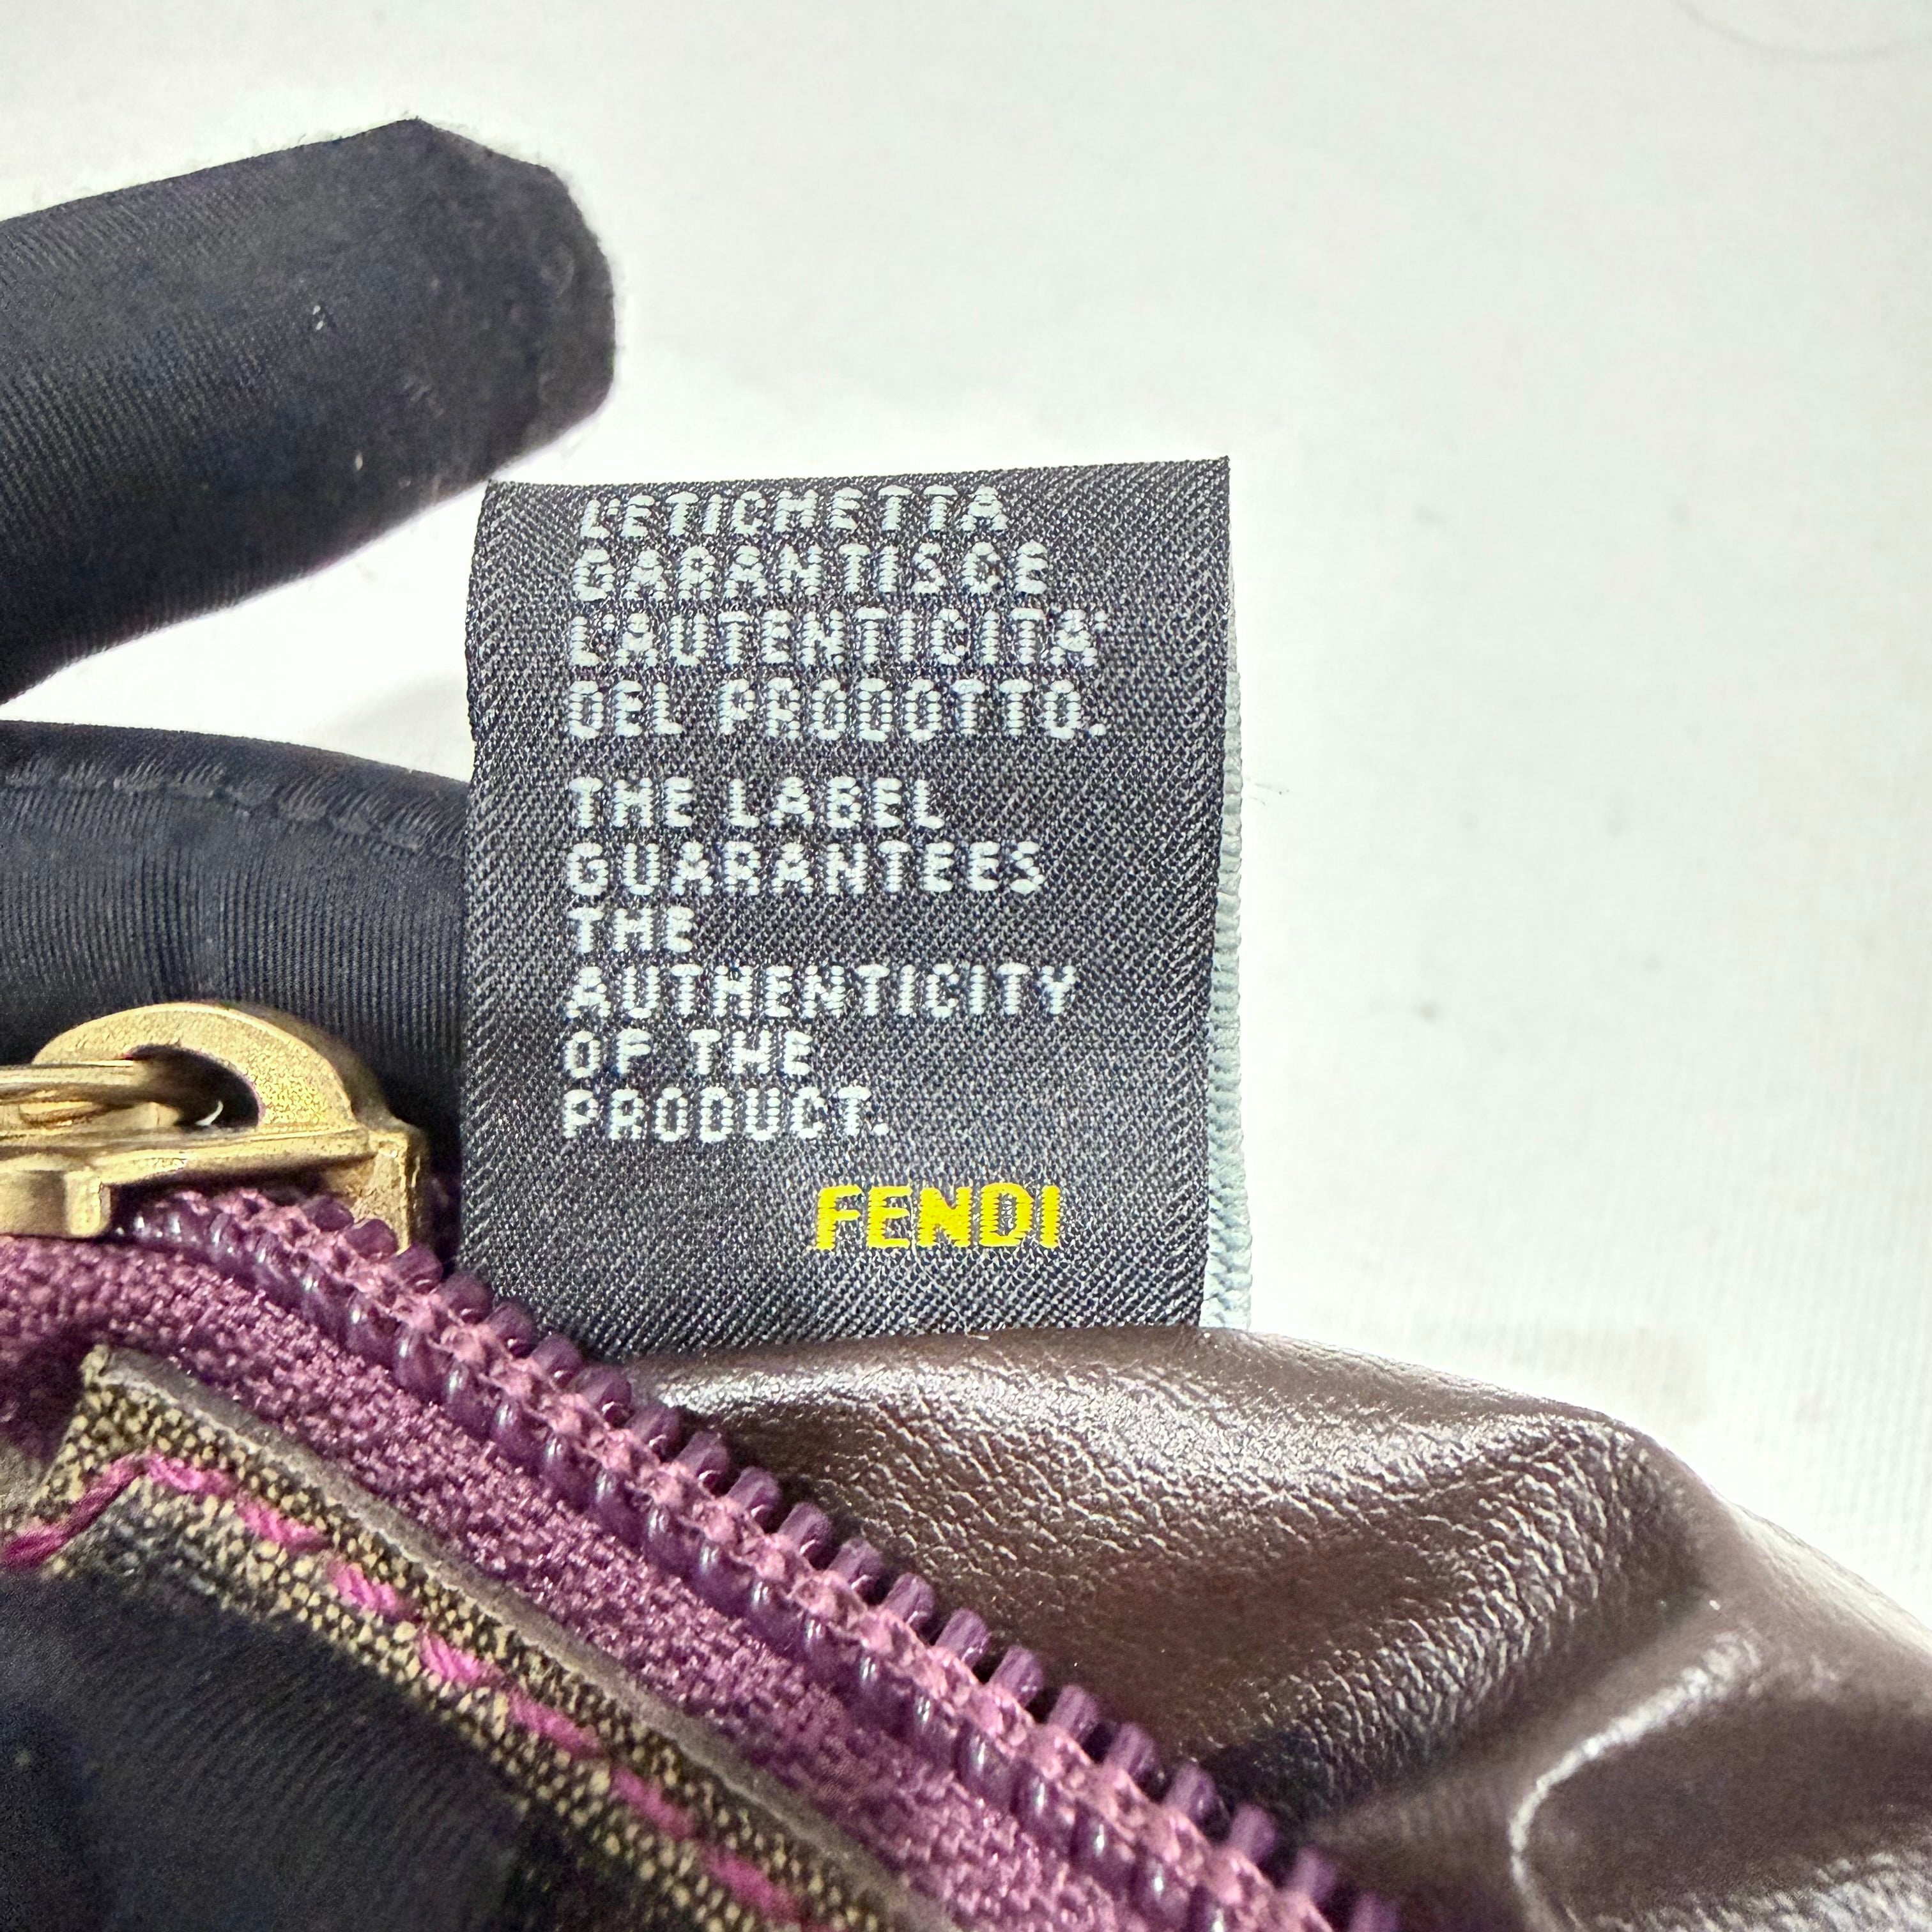 L'ETICHETTA
GARANTISCE
L'AUTENTICITA'
DEL PRODOTTO.
THE LABEL
GUARANTEES
THE
AUTHENTICITY
OF THE
PRODUCT.
FENDI